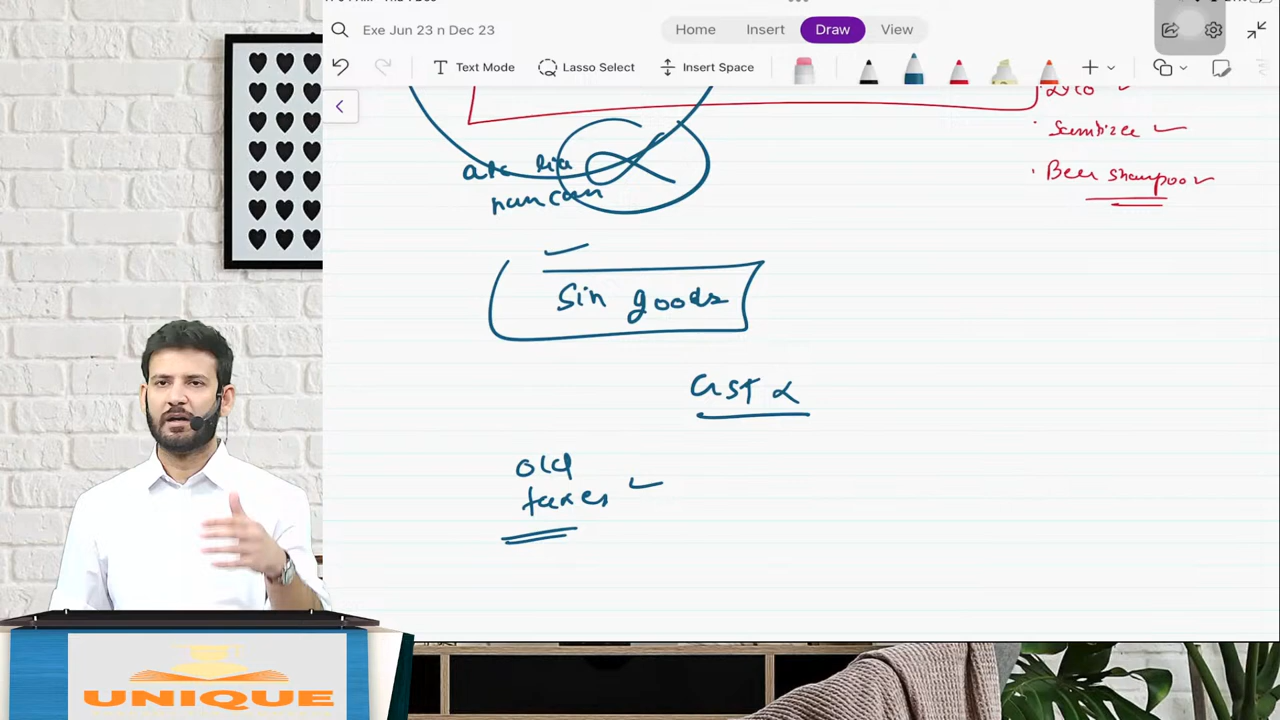 Exe Jun 23 n Dec 23
Home Insert Draw View
Text Mode Lasso Select Insert Space
Sanitizer
Beer shampoo
Sin goods
GST
old
taxes
UNIQUE